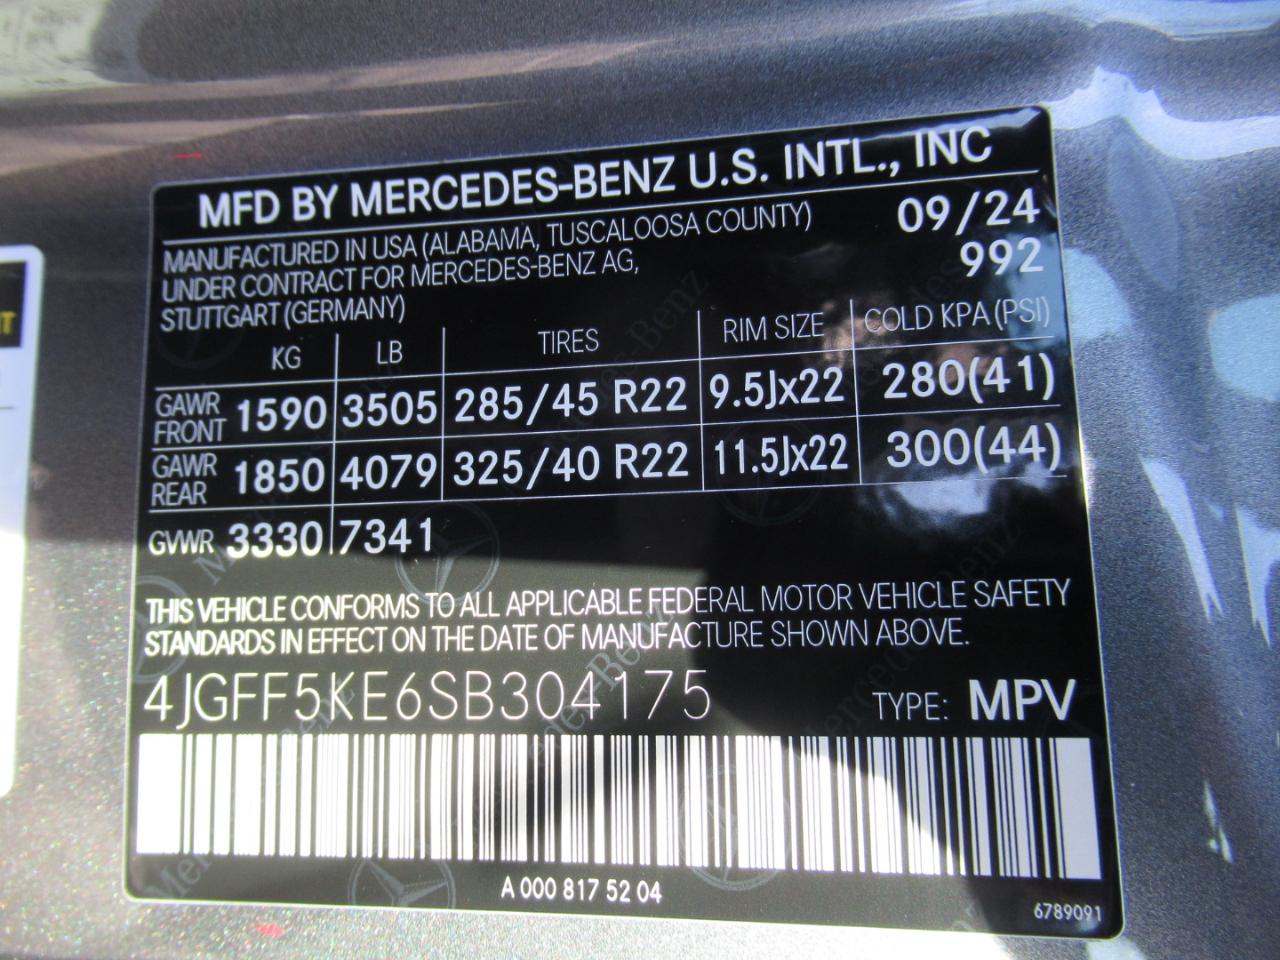 MFD BY MERCEDES-BENZ U.S. INTL., INC
MANUFACTURED IN USA (ALABAMA, TUSCALOOSA COUNTY) 09/24
UNDER CONTRACT FOR MERCEDES-BENZ AG, 992
STUTTGART (GERMANY)
KG LB TIRES RIM SIZE COLD KPA (PSI)
GAWR FRONT 1590 3505 285/45 R22 9.5Jx22 280(41)
GAWR REAR 1850 4079 325/40 R22 11.5Jx22 300(44)
GVWR 3330 7341
THIS VEHICLE CONFORMS TO ALL APPLICABLE FEDERAL MOTOR VEHICLE SAFETY
STANDARDS IN EFFECT ON THE DATE OF MANUFACTURE SHOWN ABOVE.
4JGFF5KE6SB304175 TYPE: MPV
A 000 817 52 04
6789091